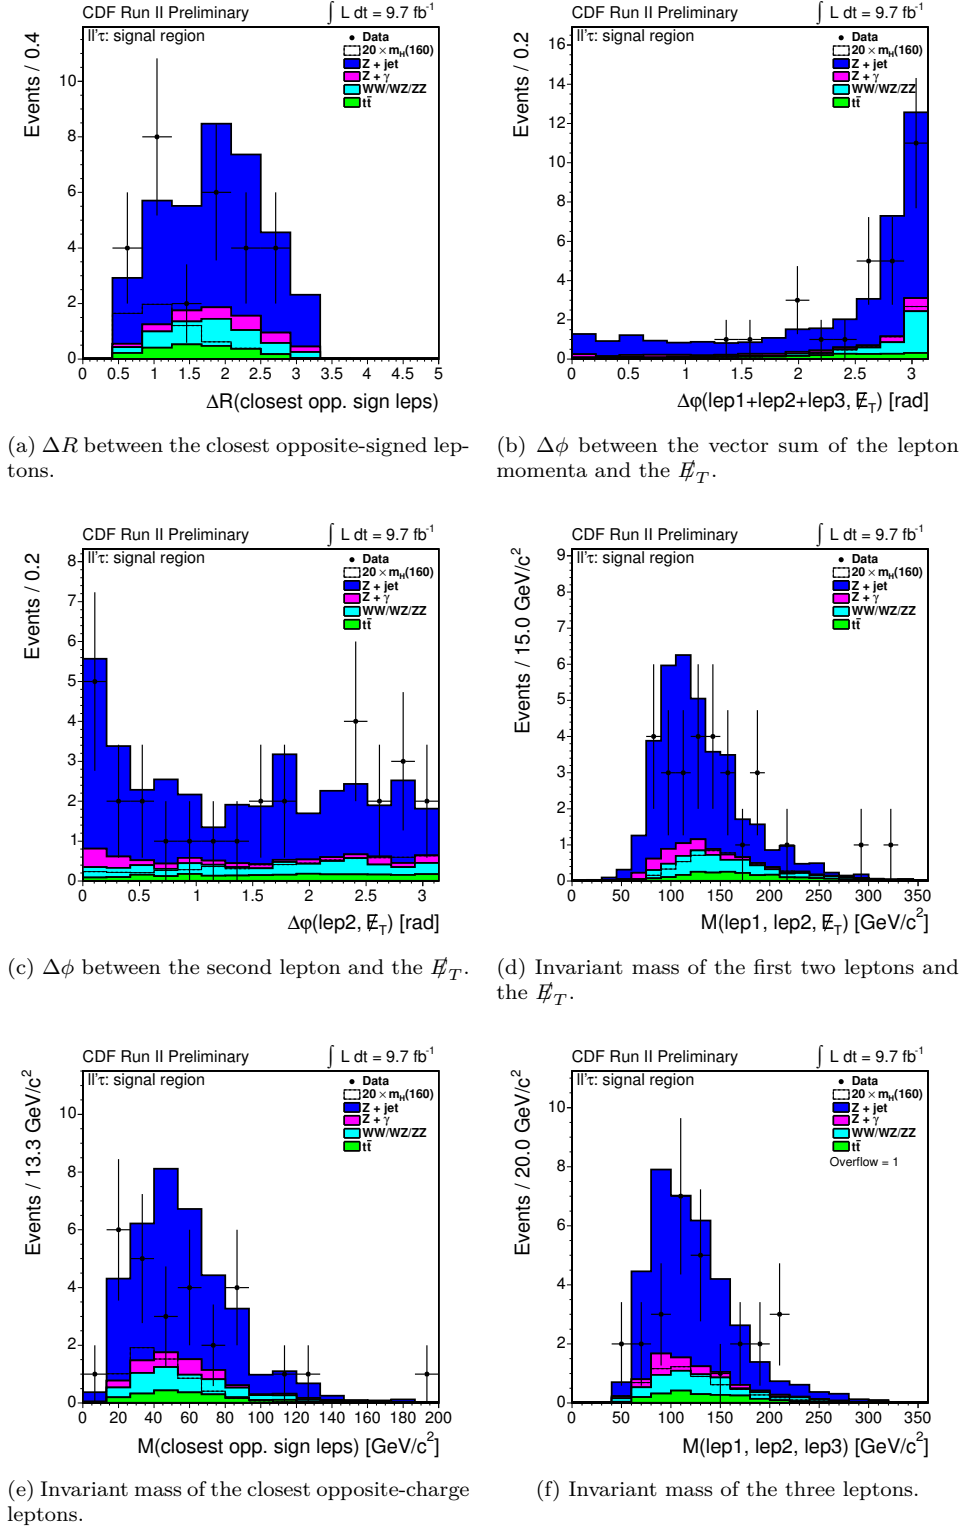 CDF Run II Preliminary ∫ L dt = 9.7 fb⁻¹
ll'τ: signal region
Data
20 × m_H(160)
Z + jet
Z + γ
WW/WZ/ZZ
tt̄
Events / 0.4
0 2 4 6 8 10
0 0.5 1 1.5 2 2.5 3 3.5 4 4.5 5
ΔR(closest opp. sign leps)
(a) ΔR between the closest opposite-signed lep-
tons.
CDF Run II Preliminary ∫ L dt = 9.7 fb⁻¹
ll'τ: signal region
Data
20 × m_H(160)
Z + jet
Z + γ
WW/WZ/ZZ
tt̄
Events / 0.2
0 2 4 6 8 10 12 14 16
0 0.5 1 1.5 2 2.5 3
Δφ(lep1+lep2+lep3, E̸_T) [rad]
(b) Δϕ between the vector sum of the lepton
momenta and the E̸_T.
CDF Run II Preliminary ∫ L dt = 9.7 fb⁻¹
ll'τ: signal region
Data
20 × m_H(160)
Z + jet
Z + γ
WW/WZ/ZZ
tt̄
Events / 0.2
0 1 2 3 4 5 6 7 8
0 0.5 1 1.5 2 2.5 3
Δφ(lep2, E̸_T) [rad]
(c) Δϕ between the second lepton and the E̸_T.
CDF Run II Preliminary ∫ L dt = 9.7 fb⁻¹
ll'τ: signal region
Data
20 × m_H(160)
Z + jet
Z + γ
WW/WZ/ZZ
tt̄
Events / 15.0 GeV/c²
0 1 2 3 4 5 6 7 8 9
0 50 100 150 200 250 300 350
M(lep1, lep2, E̸_T) [GeV/c²]
(d) Invariant mass of the first two leptons and
the E̸_T.
CDF Run II Preliminary ∫ L dt = 9.7 fb⁻¹
ll'τ: signal region
Data
20 × m_H(160)
Z + jet
Z + γ
WW/WZ/ZZ
tt̄
Events / 13.3 GeV/c²
0 2 4 6 8 10
0 20 40 60 80 100 120 140 160 180 200
M(closest opp. sign leps) [GeV/c²]
(e) Invariant mass of the closest opposite-charge
leptons.
CDF Run II Preliminary ∫ L dt = 9.7 fb⁻¹
ll'τ: signal region
Data
20 × m_H(160)
Z + jet
Z + γ
WW/WZ/ZZ
tt̄
Overflow = 1
Events / 20.0 GeV/c²
0 2 4 6 8 10
0 50 100 150 200 250 300 350
M(lep1, lep2, lep3) [GeV/c²]
(f) Invariant mass of the three leptons.